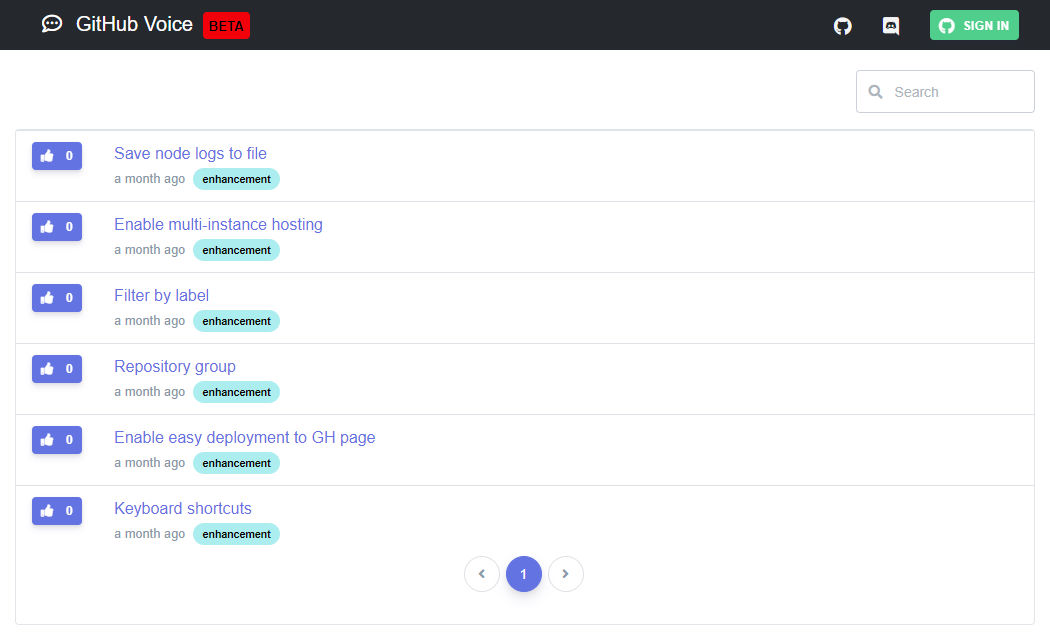 GitHub Voice BETA
SIGN IN
Search
0 Save node logs to file
a month ago enhancement
0 Enable multi-instance hosting
a month ago enhancement
0 Filter by label
a month ago enhancement
0 Repository group
a month ago enhancement
0 Enable easy deployment to GH page
a month ago enhancement
0 Keyboard shortcuts
a month ago enhancement
1